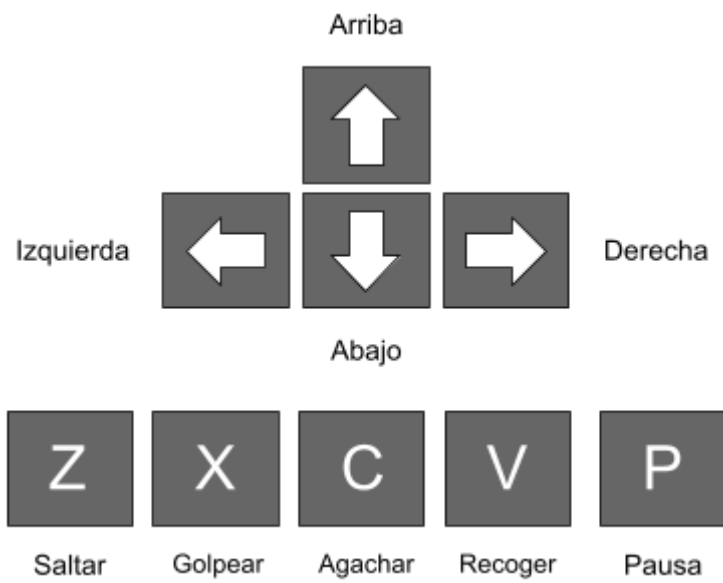 Arriba
Izquierda
Derecha
Abajo
Z X C V P
Saltar Golpear Agachar Recoger Pausa